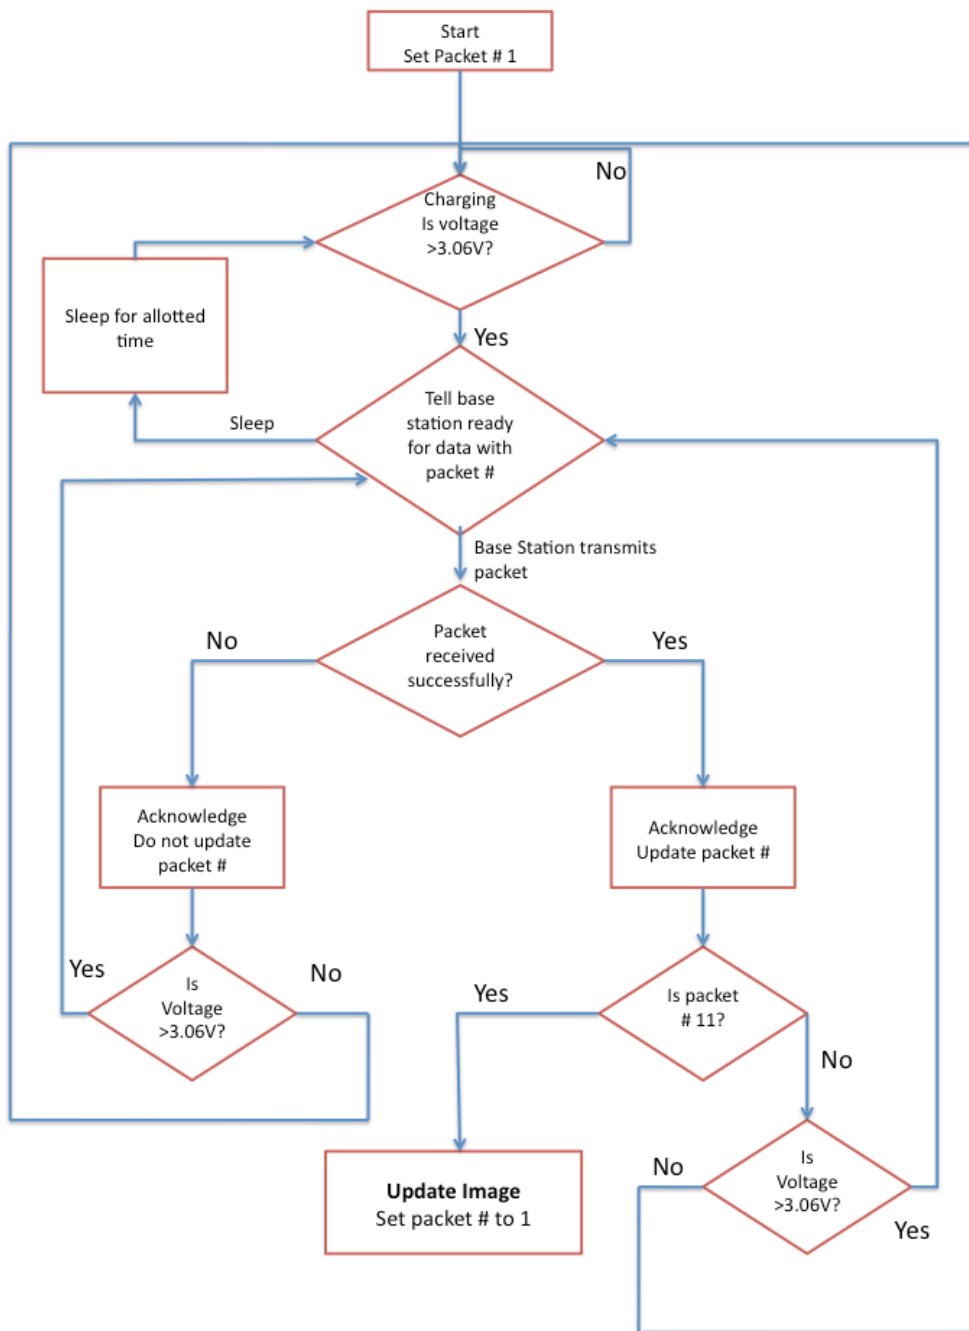 Start
Set Packet # 1
No
Charging
Is voltage
>3.06V?
Sleep for allotted
time
Yes
Tell base
station ready
for data with
packet #
Sleep
Base Station transmits
packet
No
Packet
received
successfully?
Yes
Acknowledge
Do not update
packet #
Acknowledge
Update packet #
Yes
Is
Voltage
>3.06V?
No
Yes
Is packet
# 11?
No
Update Image
Set packet # to 1
No
Is
Voltage
>3.06V?
Yes